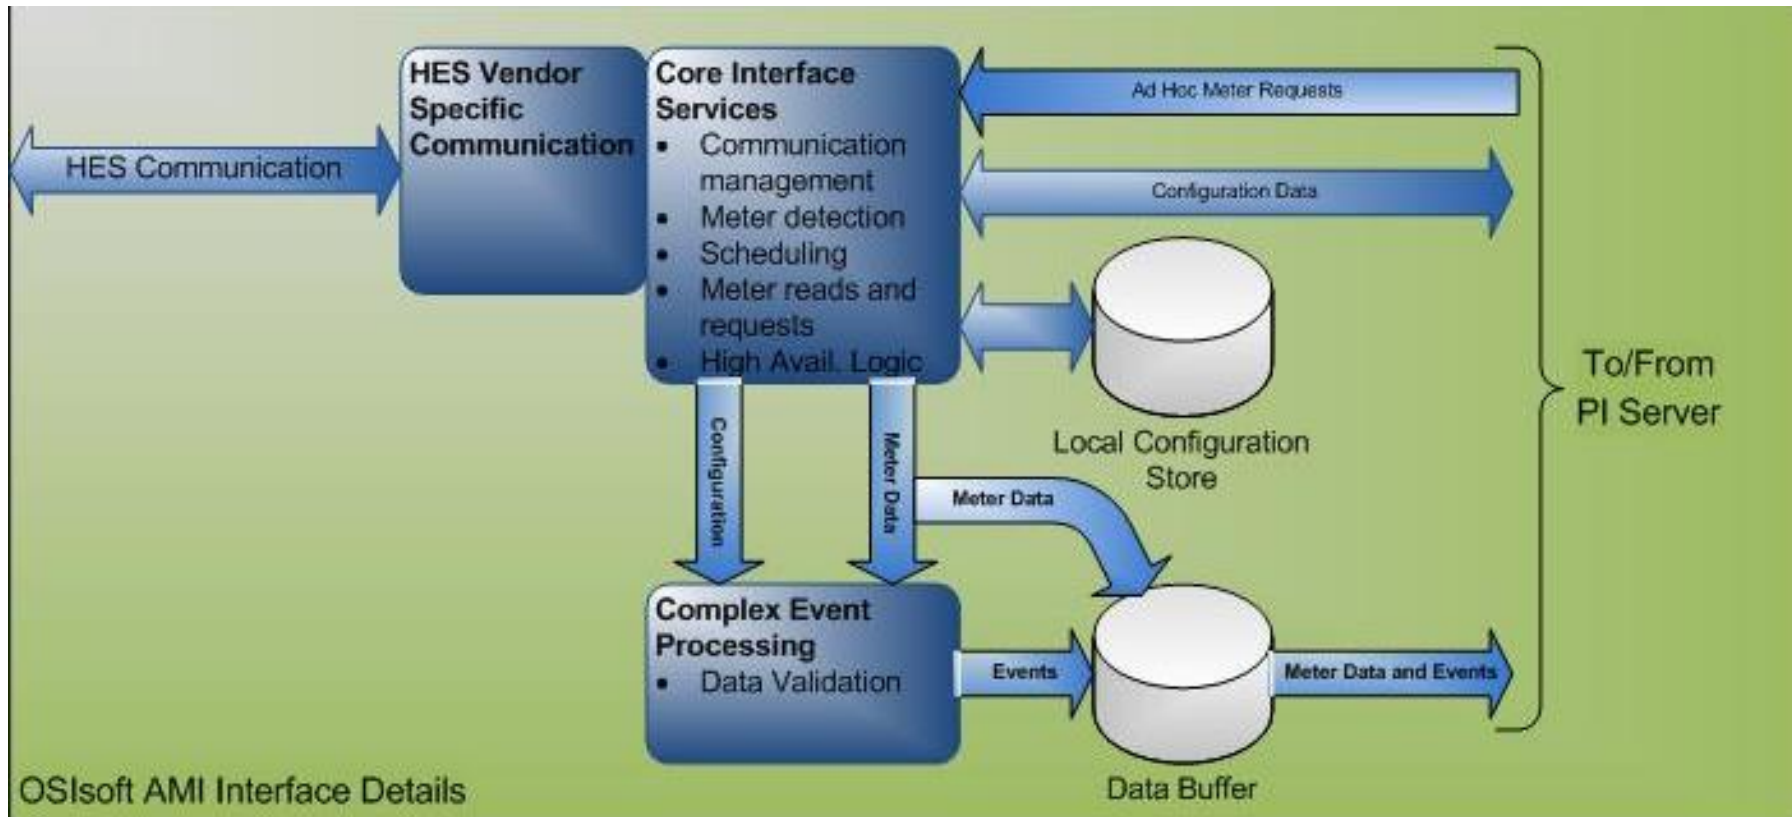 HES Vendor
Specific
Communication
Core Interface
Services
• Communication
management
• Meter detection
• Scheduling
• Meter reads and
requests
• High Avail. Logic
Ad Hoc Meter Requests
HES Communication
Configuration Data
To/From
PI Server
Local Configuration
Store
Configuration
Meter Data
Meter Data
Complex Event
Processing
• Data Validation
Events
Meter Data and Events
Data Buffer
OSIsoft AMI Interface Details